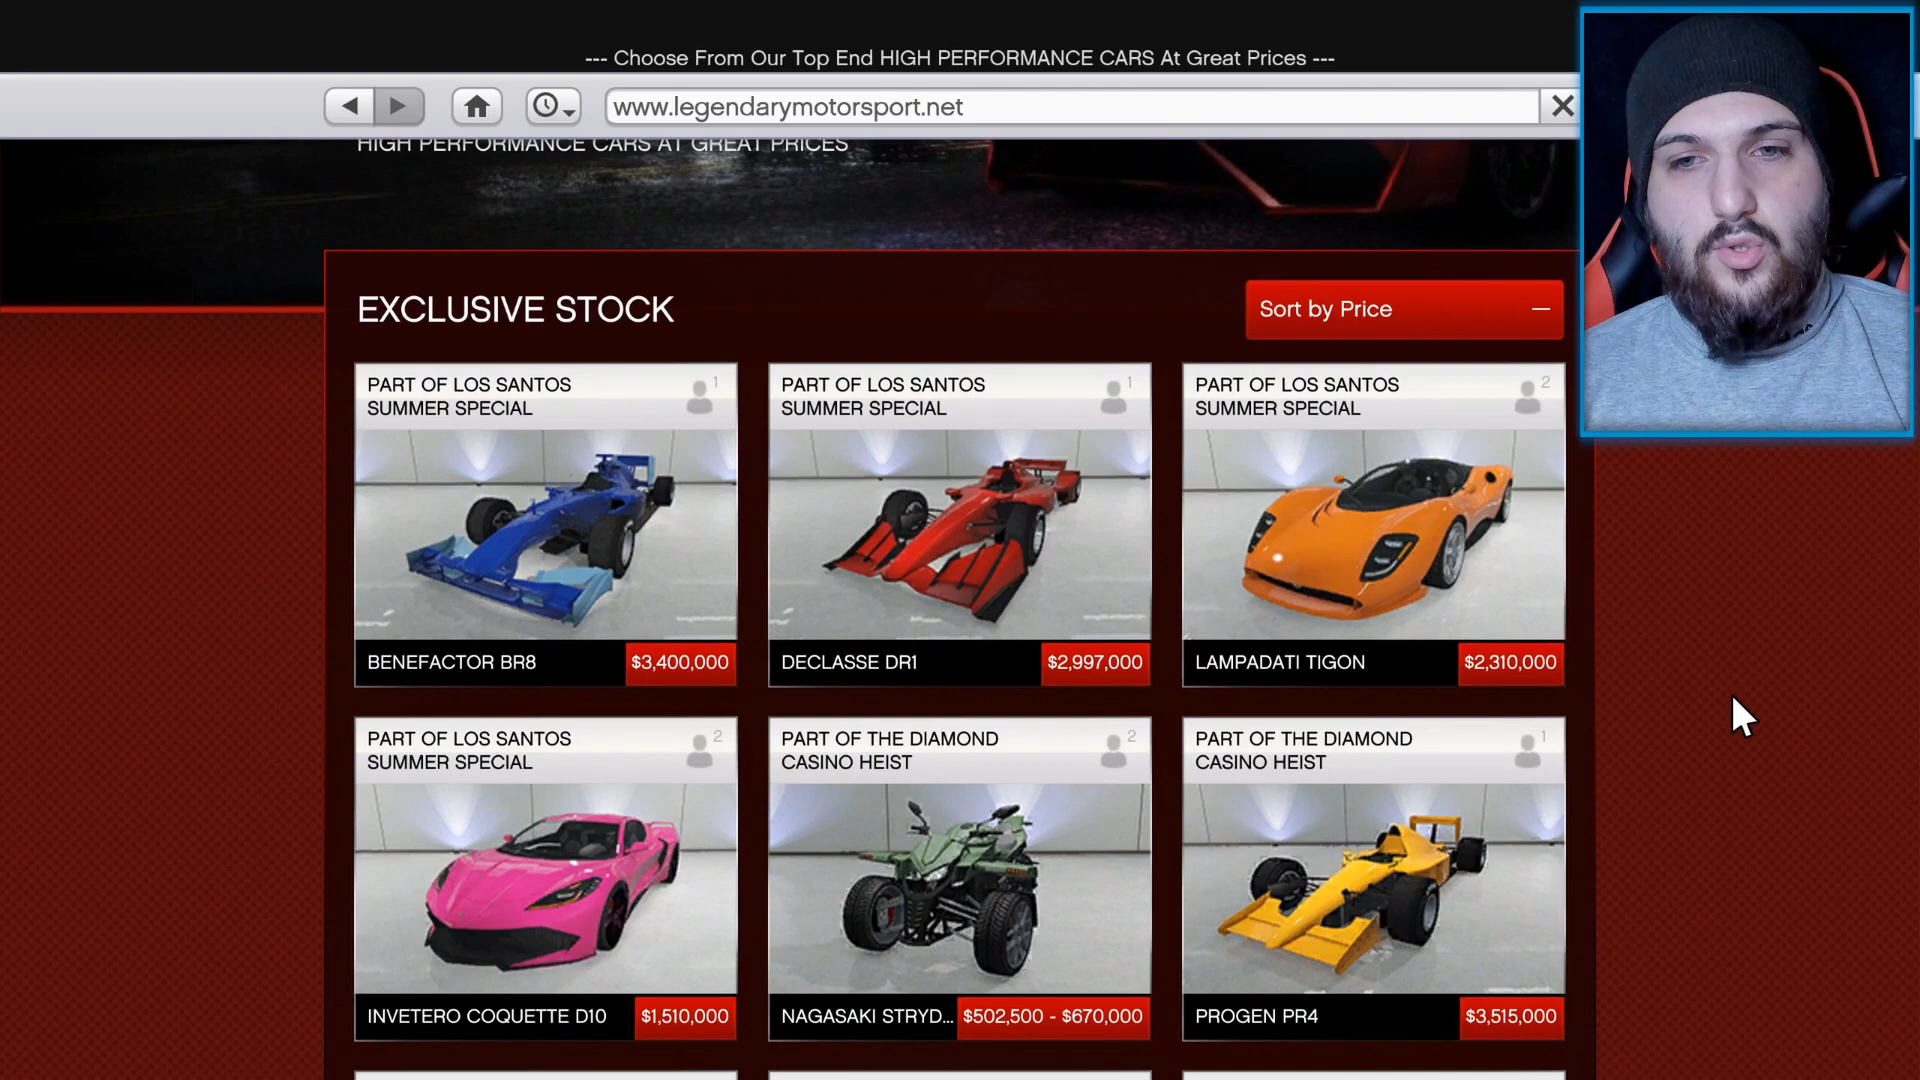 --- Choose From Our Top End HIGH PERFORMANCE CARS At Great Prices ---
www.legendarymotorsport.net
HIGH PERFORMANCE CARS AT GREAT PRICES
EXCLUSIVE STOCK
Sort by Price
PART OF LOS SANTOS
SUMMER SPECIAL
1
PART OF LOS SANTOS
SUMMER SPECIAL
1
PART OF LOS SANTOS
SUMMER SPECIAL
2
BENEFACTOR BR8 $3,400,000
DECLASSE DR1 $2,997,000
LAMPADATI TIGON $2,310,000
PART OF LOS SANTOS
SUMMER SPECIAL
2
PART OF THE DIAMOND
CASINO HEIST
2
PART OF THE DIAMOND
CASINO HEIST
1
INVETERO COQUETTE D10 $1,510,000
NAGASAKI STRYD... $502,500 - $670,000
PROGEN PR4 $3,515,000